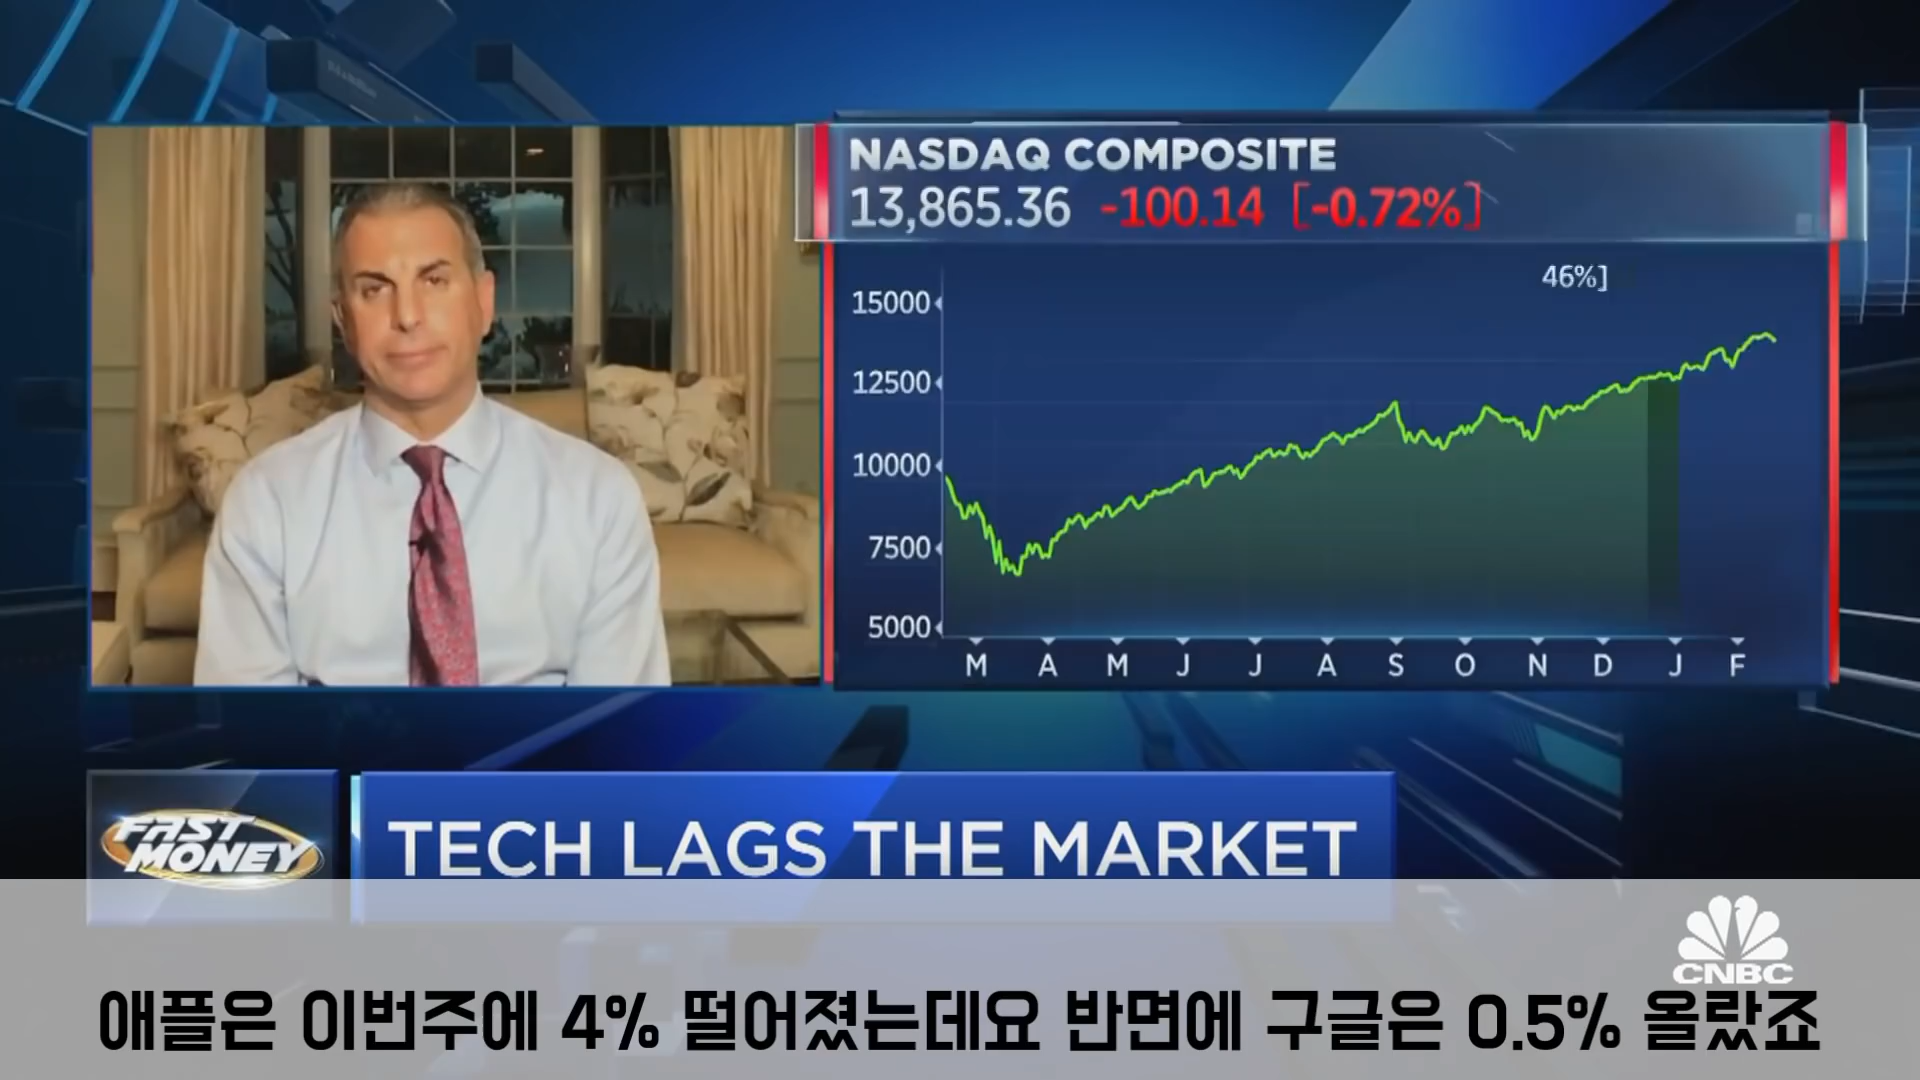 NASDAQ COMPOSITE
13,865.36 -100.14 [-0.72%]
46%]
15000
12500
10000
7500
5000
M A M J J A S O N D J F
FAST
MONEY
TECH LAGS THE MARKET
CNBC
애플은 이번주에 4% 떨어졌는데요 반면에 구글은 0.5% 올랐죠